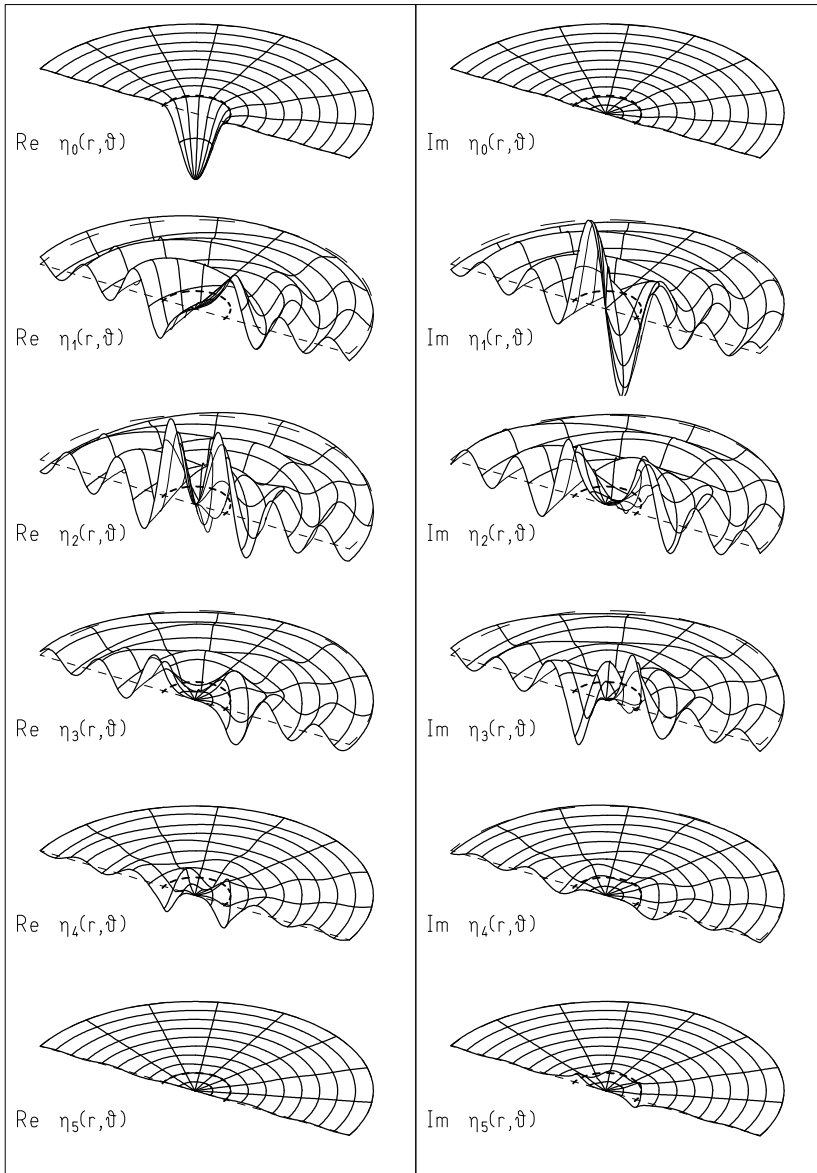 Re η₀(r,ϑ)
Im η₀(r,ϑ)
Re η₁(r,ϑ)
Im η₁(r,ϑ)
Re η₂(r,ϑ)
Im η₂(r,ϑ)
Re η₃(r,ϑ)
Im η₃(r,ϑ)
Re η₄(r,ϑ)
Im η₄(r,ϑ)
Re η₅(r,ϑ)
Im η₅(r,ϑ)